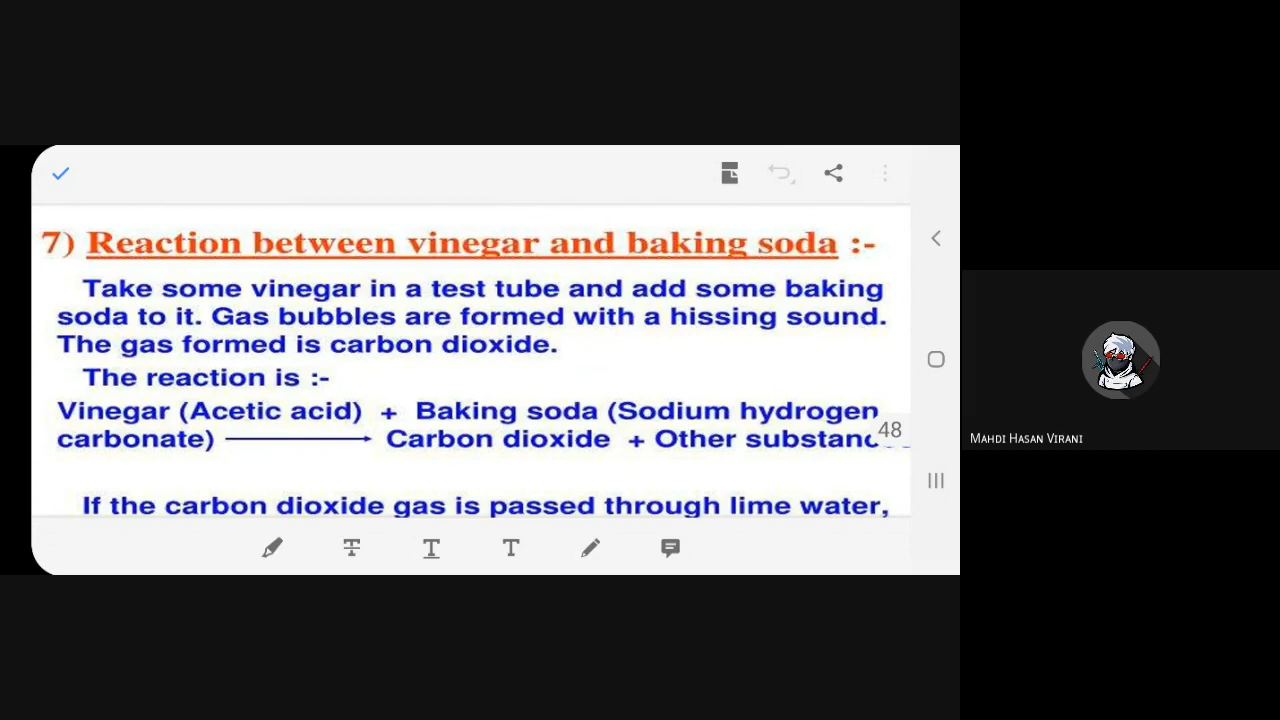 7) Reaction between vinegar and baking soda :-
Take some vinegar in a test tube and add some baking
soda to it. Gas bubbles are formed with a hissing sound.
The gas formed is carbon dioxide.
The reaction is :-
Vinegar (Acetic acid) + Baking soda (Sodium hydrogen
carbonate) ⟶ Carbon dioxide + Other
48
If the carbon dioxide gas is passed through lime water,
T T T
Mahdi Hasan Virani